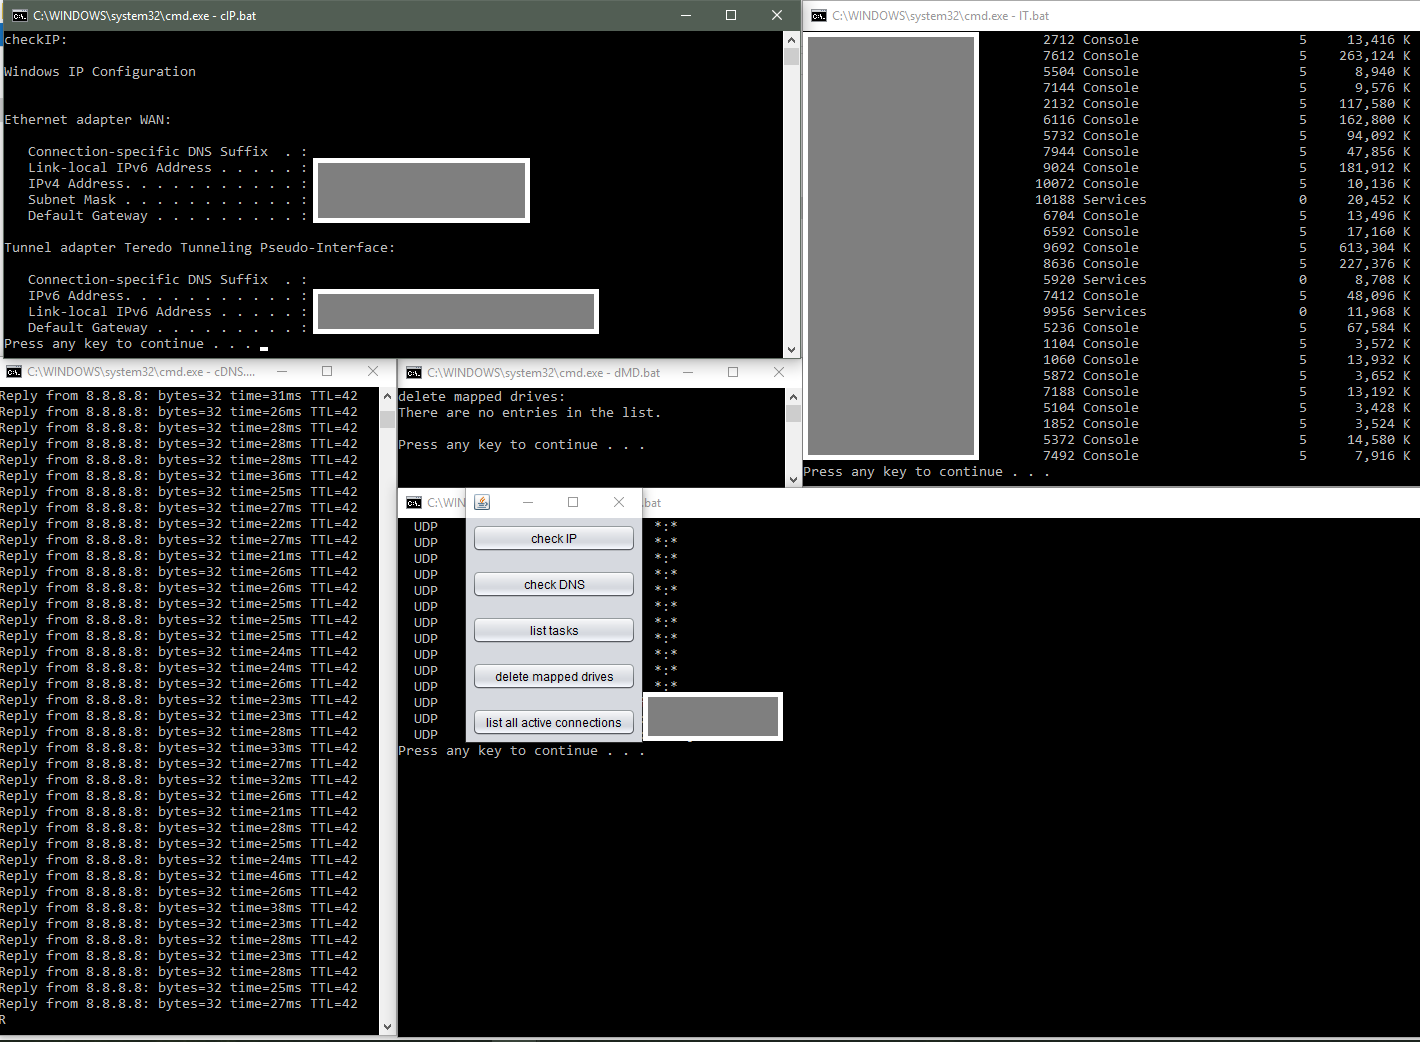 C:\WINDOWS\system32\cmd.exe - cIP.bat
checkIP:
Windows IP Configuration
Ethernet adapter WAN:
Connection-specific DNS Suffix  . :
Link-local IPv6 Address . . . . . :
IPv4 Address. . . . . . . . . . . :
Subnet Mask . . . . . . . . . . . :
Default Gateway . . . . . . . . . :
Tunnel adapter Teredo Tunneling Pseudo-Interface:
Connection-specific DNS Suffix  . :
IPv6 Address. . . . . . . . . . . :
Link-local IPv6 Address . . . . . :
Default Gateway . . . . . . . . . :
Press any key to continue . . .
C:\WINDOWS\system32\cmd.exe - lT.bat
2712 Console 5 13,416 K
7612 Console 5 263,124 K
5504 Console 5 8,940 K
7144 Console 5 9,576 K
2132 Console 5 117,580 K
6116 Console 5 162,800 K
5732 Console 5 94,092 K
7944 Console 5 47,856 K
9024 Console 5 181,912 K
10072 Console 5 10,136 K
10188 Services 0 20,452 K
6704 Console 5 13,496 K
6592 Console 5 17,160 K
9692 Console 5 613,304 K
8636 Console 5 227,376 K
5920 Services 0 8,708 K
7412 Console 5 48,096 K
9956 Services 0 11,968 K
5236 Console 5 67,584 K
1104 Console 5 3,572 K
1060 Console 5 13,932 K
5872 Console 5 3,652 K
7188 Console 5 13,192 K
5104 Console 5 3,428 K
1852 Console 5 3,524 K
5372 Console 5 14,580 K
7492 Console 5 7,916 K
Press any key to continue . . .
C:\WINDOWS\system32\cmd.exe - cDNS....
Reply from 8.8.8.8: bytes=32 time=31ms TTL=42
Reply from 8.8.8.8: bytes=32 time=26ms TTL=42
Reply from 8.8.8.8: bytes=32 time=28ms TTL=42
Reply from 8.8.8.8: bytes=32 time=28ms TTL=42
Reply from 8.8.8.8: bytes=32 time=28ms TTL=42
Reply from 8.8.8.8: bytes=32 time=36ms TTL=42
Reply from 8.8.8.8: bytes=32 time=25ms TTL=42
Reply from 8.8.8.8: bytes=32 time=27ms TTL=42
Reply from 8.8.8.8: bytes=32 time=22ms TTL=42
Reply from 8.8.8.8: bytes=32 time=27ms TTL=42
Reply from 8.8.8.8: bytes=32 time=21ms TTL=42
Reply from 8.8.8.8: bytes=32 time=26ms TTL=42
Reply from 8.8.8.8: bytes=32 time=26ms TTL=42
Reply from 8.8.8.8: bytes=32 time=25ms TTL=42
Reply from 8.8.8.8: bytes=32 time=25ms TTL=42
Reply from 8.8.8.8: bytes=32 time=25ms TTL=42
Reply from 8.8.8.8: bytes=32 time=24ms TTL=42
Reply from 8.8.8.8: bytes=32 time=24ms TTL=42
Reply from 8.8.8.8: bytes=32 time=26ms TTL=42
Reply from 8.8.8.8: bytes=32 time=23ms TTL=42
Reply from 8.8.8.8: bytes=32 time=23ms TTL=42
Reply from 8.8.8.8: bytes=32 time=28ms TTL=42
Reply from 8.8.8.8: bytes=32 time=33ms TTL=42
Reply from 8.8.8.8: bytes=32 time=27ms TTL=42
Reply from 8.8.8.8: bytes=32 time=32ms TTL=42
Reply from 8.8.8.8: bytes=32 time=26ms TTL=42
Reply from 8.8.8.8: bytes=32 time=21ms TTL=42
Reply from 8.8.8.8: bytes=32 time=28ms TTL=42
Reply from 8.8.8.8: bytes=32 time=25ms TTL=42
Reply from 8.8.8.8: bytes=32 time=24ms TTL=42
Reply from 8.8.8.8: bytes=32 time=46ms TTL=42
Reply from 8.8.8.8: bytes=32 time=26ms TTL=42
Reply from 8.8.8.8: bytes=32 time=38ms TTL=42
Reply from 8.8.8.8: bytes=32 time=23ms TTL=42
Reply from 8.8.8.8: bytes=32 time=28ms TTL=42
Reply from 8.8.8.8: bytes=32 time=23ms TTL=42
Reply from 8.8.8.8: bytes=32 time=28ms TTL=42
Reply from 8.8.8.8: bytes=32 time=25ms TTL=42
Reply from 8.8.8.8: bytes=32 time=27ms TTL=42
R
C:\WINDOWS\system32\cmd.exe - dMD.bat
delete mapped drives:
There are no entries in the list.
Press any key to continue . . .
C:\WIN .bat
UDP *:*
UDP *:*
UDP *:*
UDP *:*
UDP *:*
UDP *:*
UDP *:*
UDP *:*
UDP *:*
UDP *:*
UDP *:*
UDP
UDP
UDP
Press any key to continue . . .
check IP
check DNS
list tasks
delete mapped drives
list all active connections